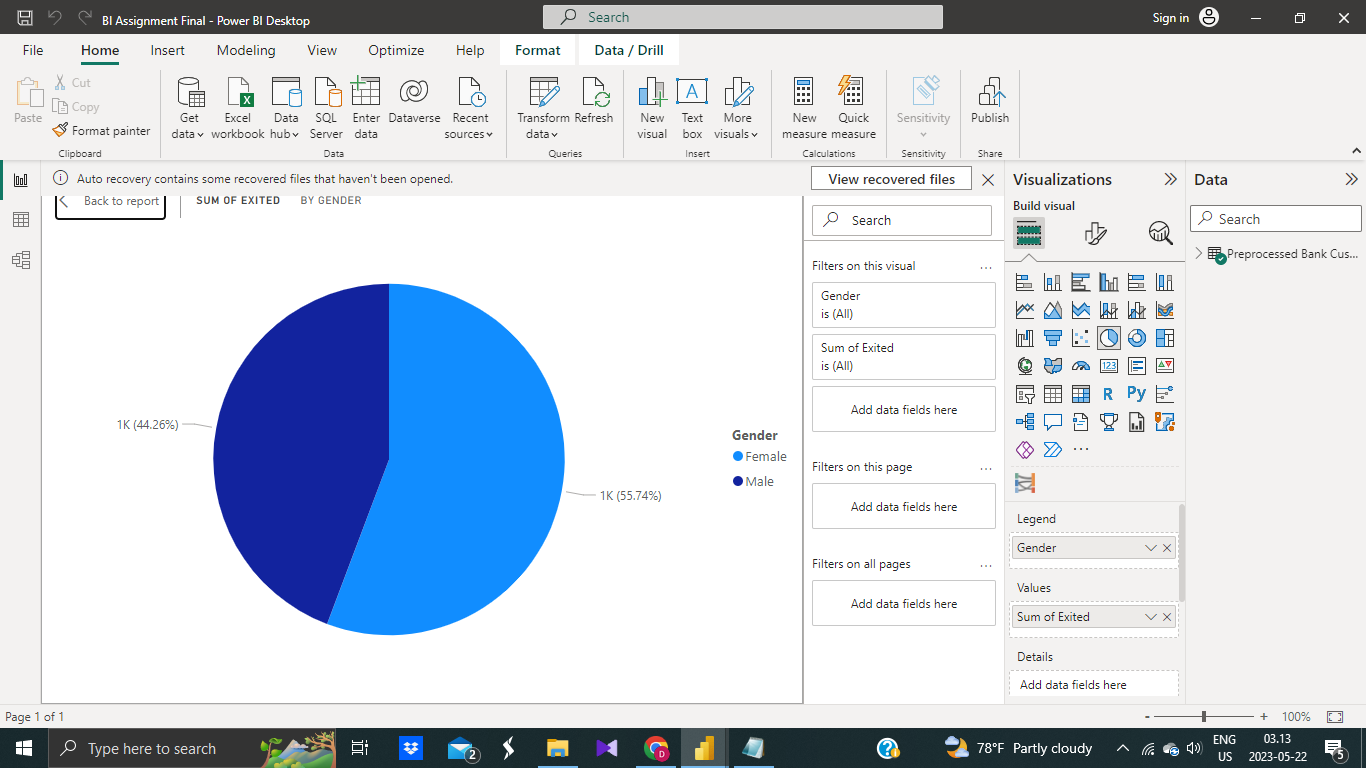 BI Assignment Final - Power BI Desktop
Search
Sign in
File Home Insert Modeling View Optimize Help Format Data / Drill
Paste
Cut
Copy
Format painter
Clipboard
Get data
Excel workbook
Data hub
SQL Server
Enter data
Dataverse
Recent sources
Data
Transform data
Refresh
Queries
New visual
Text box
More visuals
Insert
New measure
Quick measure
Calculations
Sensitivity
Sensitivity
Publish
Share
Auto recovery contains some recovered files that haven't been opened.
View recovered files
Back to report
SUM OF EXITED
BY GENDER
1K (44.26%)
1K (55.74%)
Gender
Female
Male
Search
Filters on this visual
...
Gender
is (All)
Sum of Exited
is (All)
Add data fields here
Filters on this page
...
Add data fields here
Filters on all pages
...
Add data fields here
Visualizations
Build visual
123
R
Py
...
Legend
Gender
Values
Sum of Exited
Details
Add data fields here
Data
Search
Preprocessed Bank Cus...
Page 1 of 1
- + 100%
Type here to search
2
D
78°F Partly cloudy
ENG
US
03.13
2023-05-22
5